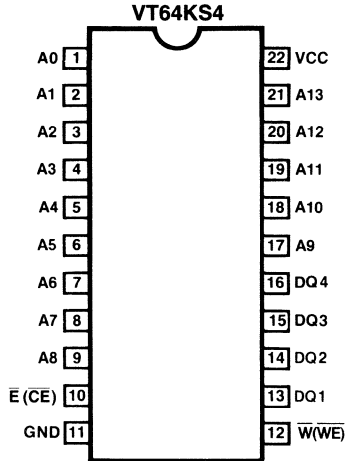 VT64KS4
A0 1 22 VCC
A1 2 21 A13
A2 3 20 A12
A3 4 19 A11
A4 5 18 A10
A5 6 17 A9
A6 7 16 DQ4
A7 8 15 DQ3
A8 9 14 DQ2
E̅ (C̅E̅) 10 13 DQ1
GND 11 12 W̅(W̅E̅)